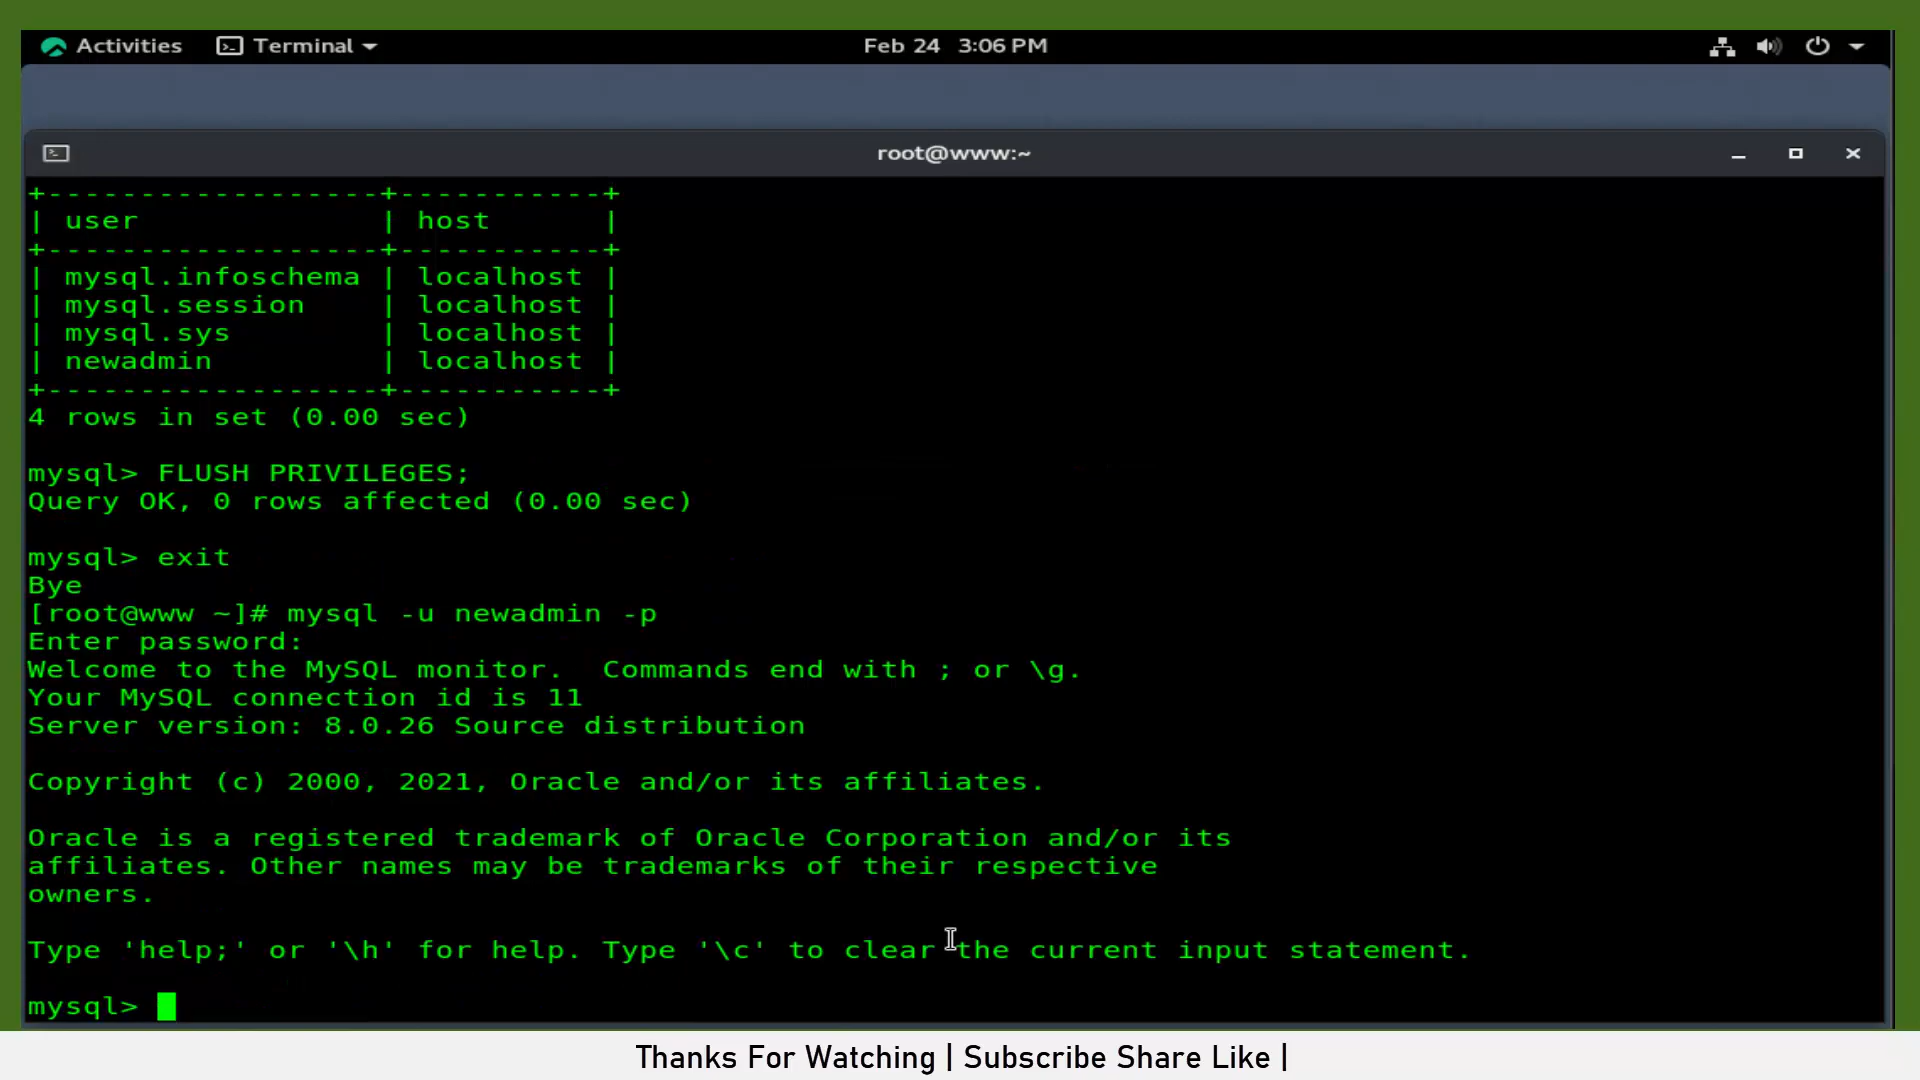 Activities Terminal Feb 24 3:06 PM
root@www:~
+------------------+-----------+
| user             | host      |
+------------------+-----------+
| mysql.infoschema | localhost |
| mysql.session    | localhost |
| mysql.sys        | localhost |
| newadmin         | localhost |
+------------------+-----------+
4 rows in set (0.00 sec)
mysql> FLUSH PRIVILEGES;
Query OK, 0 rows affected (0.00 sec)
mysql> exit
Bye
[root@www ~]# mysql -u newadmin -p
Enter password:
Welcome to the MySQL monitor.  Commands end with ; or \g.
Your MySQL connection id is 11
Server version: 8.0.26 Source distribution
Copyright (c) 2000, 2021, Oracle and/or its affiliates.
Oracle is a registered trademark of Oracle Corporation and/or its
affiliates. Other names may be trademarks of their respective
owners.
Type 'help;' or '\h' for help. Type '\c' to clear the current input statement.
mysql>
Thanks For Watching | Subscribe Share Like |